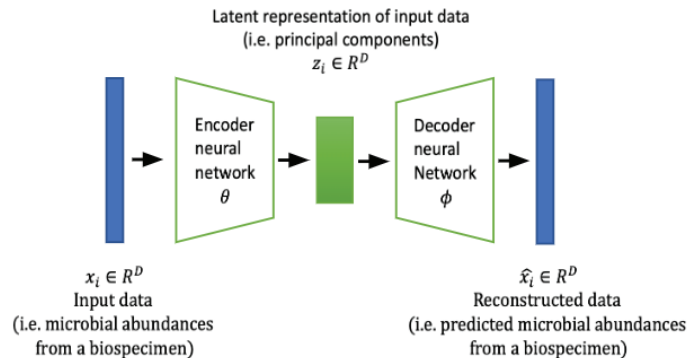 Latent representation of input data
(i.e. principal components)
z_i ∈ R^D
Encoder
neural
network
θ
Decoder
neural
Network
ϕ
x_i ∈ R^D
Input data
(i.e. microbial abundances
from a biospecimen)
x̂_i ∈ R^D
Reconstructed data
(i.e. predicted microbial abundances
from a biospecimen)